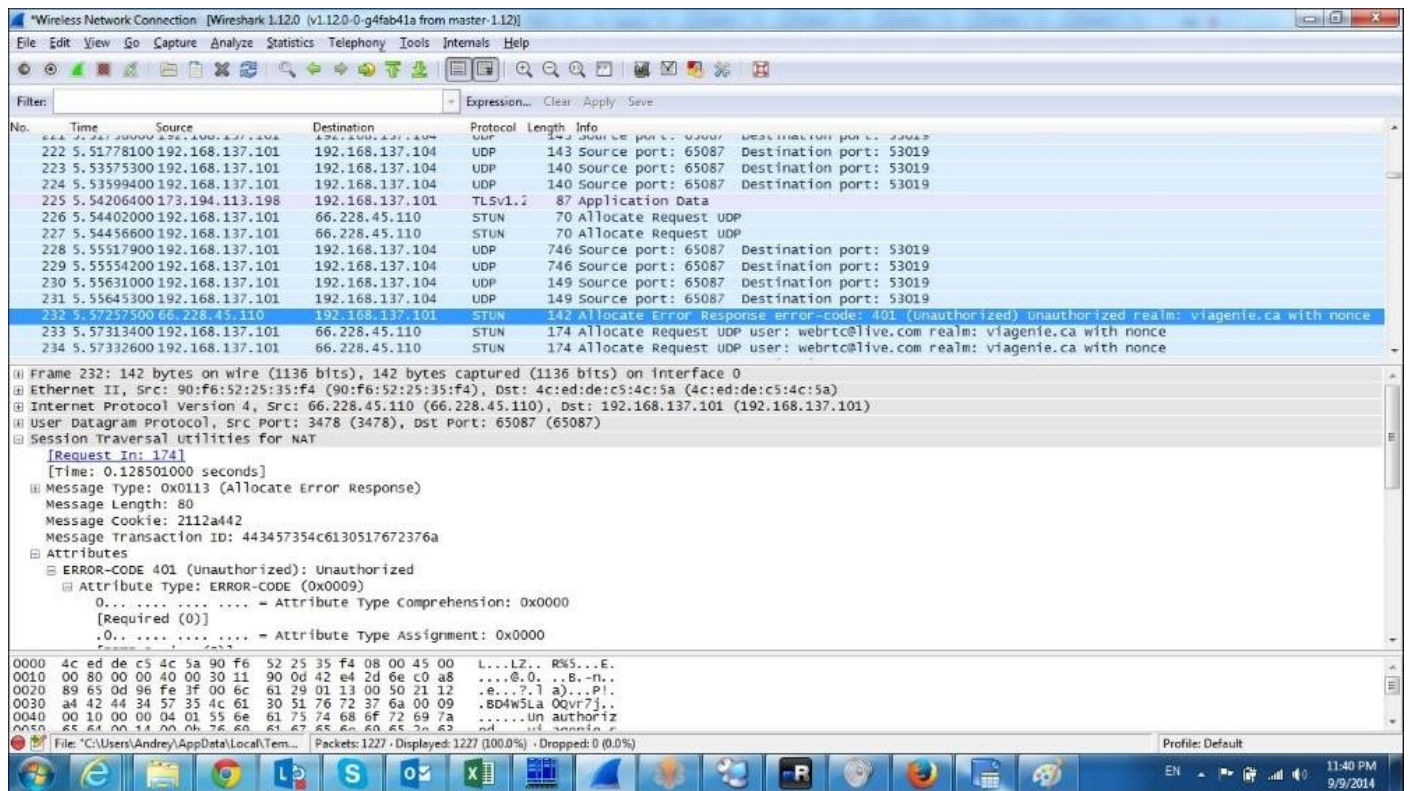 *Wireless Network Connection [Wireshark 1.12.0 (v1.12.0-0-g4fab41a from master-1.12)]
File Edit View Go Capture Analyze Statistics Telephony Tools Internals Help
Filter: Expression... Clear Apply Save
No. Time Source Destination Protocol Length Info
222 5.51778100 192.168.137.101 192.168.137.104 UDP 143 Source port: 65087 Destination port: 53019
223 5.53575300 192.168.137.101 192.168.137.104 UDP 140 Source port: 65087 Destination port: 53019
224 5.53599400 192.168.137.101 192.168.137.104 UDP 140 Source port: 65087 Destination port: 53019
225 5.54206400 173.194.113.198 192.168.137.101 TLSv1.2 87 Application Data
226 5.54402000 192.168.137.101 66.228.45.110 STUN 70 Allocate Request UDP
227 5.54456600 192.168.137.101 66.228.45.110 STUN 70 Allocate Request UDP
228 5.55517900 192.168.137.101 192.168.137.104 UDP 746 Source port: 65087 Destination port: 53019
229 5.55554200 192.168.137.101 192.168.137.104 UDP 746 Source port: 65087 Destination port: 53019
230 5.55631000 192.168.137.101 192.168.137.104 UDP 149 Source port: 65087 Destination port: 53019
231 5.55645300 192.168.137.101 192.168.137.104 UDP 149 Source port: 65087 Destination port: 53019
232 5.57257500 66.228.45.110 192.168.137.101 STUN 142 Allocate Error Response error-code: 401 (Unauthorized) Unauthorized realm: viagenie.ca with nonce
233 5.57313400 192.168.137.101 66.228.45.110 STUN 174 Allocate Request UDP user: webrtc@live.com realm: viagenie.ca with nonce
234 5.57332600 192.168.137.101 66.228.45.110 STUN 174 Allocate Request UDP user: webrtc@live.com realm: viagenie.ca with nonce
Frame 232: 142 bytes on wire (1136 bits), 142 bytes captured (1136 bits) on interface 0
Ethernet II, Src: 90:f6:52:25:35:f4 (90:f6:52:25:35:f4), Dst: 4c:ed:de:c5:4c:5a (4c:ed:de:c5:4c:5a)
Internet Protocol Version 4, Src: 66.228.45.110 (66.228.45.110), Dst: 192.168.137.101 (192.168.137.101)
User Datagram Protocol, Src Port: 3478 (3478), Dst Port: 65087 (65087)
Session Traversal Utilities for NAT
[Request In: 174]
[Time: 0.128501000 seconds]
Message Type: 0x0113 (Allocate Error Response)
Message Length: 80
Message Cookie: 2112a442
Message Transaction ID: 443457354c6130517672376a
Attributes
ERROR-CODE 401 (Unauthorized): Unauthorized
Attribute Type: ERROR-CODE (0x0009)
0... .... .... .... = Attribute Type Comprehension: 0x0000
[Required (0)]
.0.. .... .... .... = Attribute Type Assignment: 0x0000
0000 4c ed de c5 4c 5a 90 f6 52 25 35 f4 08 00 45 00 L...LZ.. R%5...E.
0010 00 80 00 00 40 00 30 11 90 0d 42 e4 2d 6e c0 a8 ....@.0. ..B.-n..
0020 89 65 0d 96 fe 3f 00 6c 61 29 01 13 00 50 21 12 .e...?.l a)...P!.
0030 a4 42 44 34 57 35 4c 61 30 51 76 72 37 6a 00 09 .BD4W5La 0Qvr7j..
0040 00 10 00 00 04 01 55 6e 61 75 74 68 6f 72 69 7a ......Un authoriz
File: "C:\Users\Andrey\AppData\Local\Tem... Packets: 1227 · Displayed: 1227 (100.0%) · Dropped: 0 (0.0%) Profile: Default
EN 11:40 PM
9/9/2014